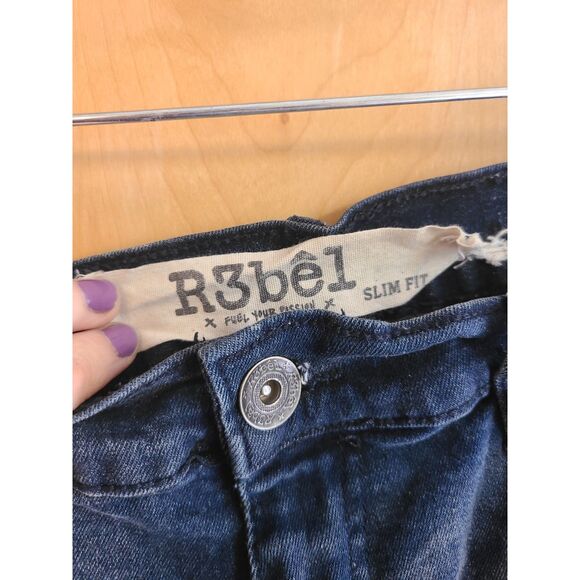 R3bêl
SLIM FIT
x FUEL YOUR PASSION x